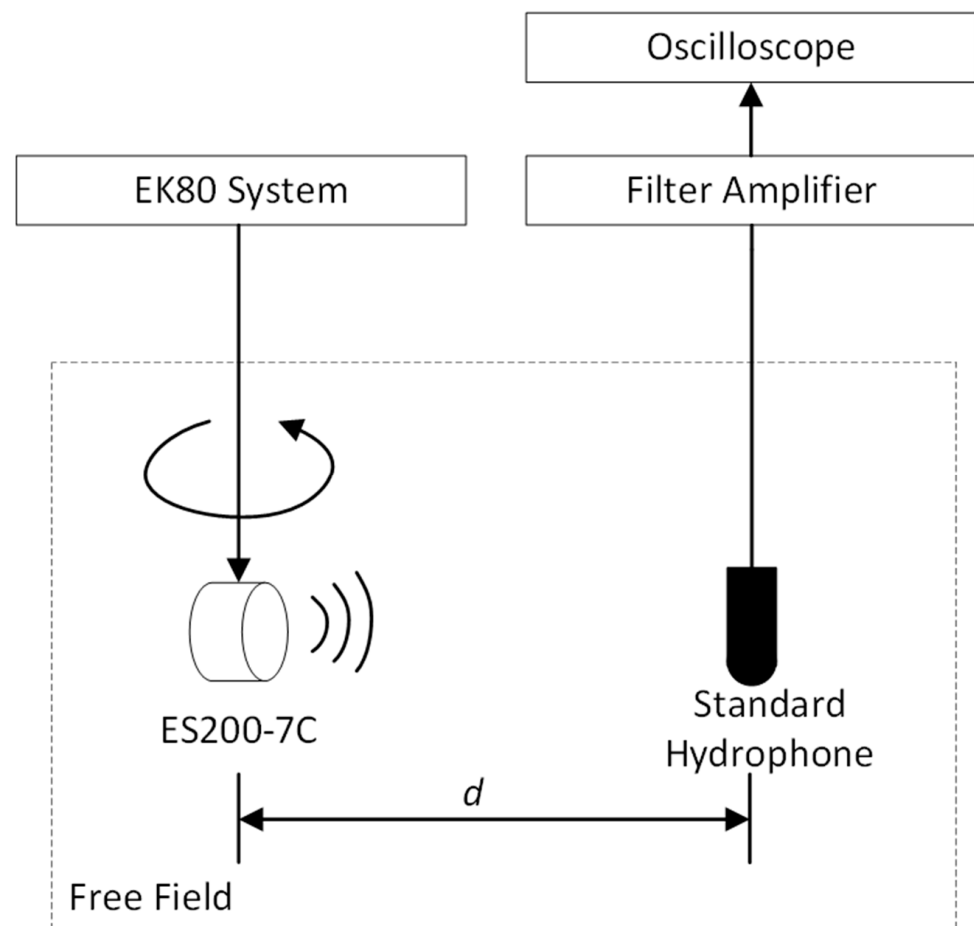 Oscilloscope
EK80 System
Filter Amplifier
ES200-7C
Standard
Hydrophone
d
Free Field